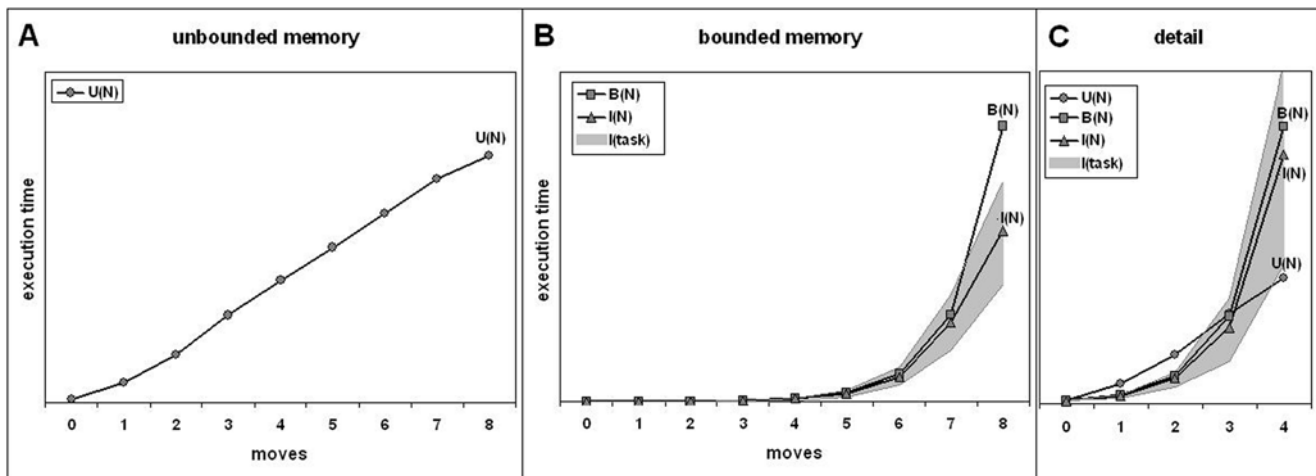 A
unbounded memory
U(N)
U(N)
execution time
0 1 2 3 4 5 6 7 8
moves
B
bounded memory
B(N)
I(N)
I(task)
B(N)
I(N)
execution time
0 1 2 3 4 5 6 7 8
moves
C
detail
U(N)
B(N)
I(N)
I(task)
B(N)
I(N)
U(N)
0 1 2 3 4